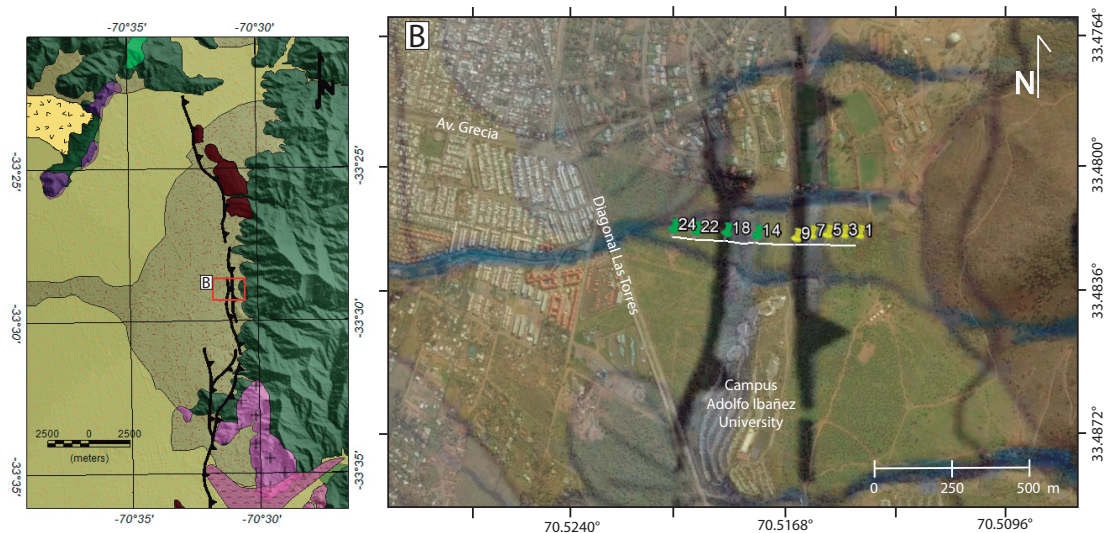 -70°35'
-70°30'
N
-33°25'
-33°25'
B
-33°30'
-33°30'
2500
0
2500
(meters)
-33°35'
-33°35'
-70°35'
-70°30'
B
33.4764°
N
Av. Grecia
33.4800°
Diagonal Las Torres
24
22
18
14
9
7
5
3
1
33.4836°
Campus
Adolfo Ibañez
University
33.4872°
0
250
500 m
70.5240°
70.5168°
70.5096°